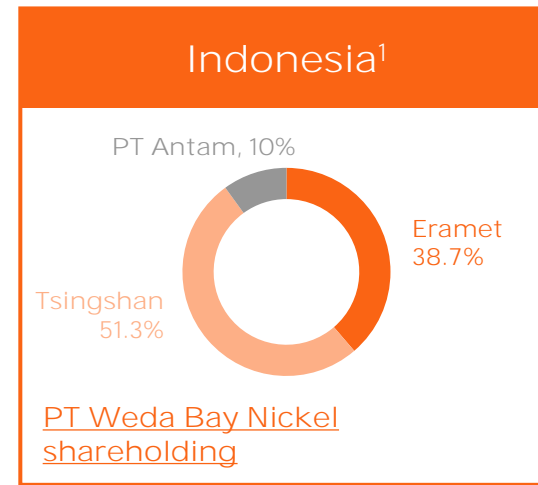 Indonesia¹
PT Antam, 10%
Eramet
38.7%
Tsingshan
51.3%
PT Weda Bay Nickel
shareholding